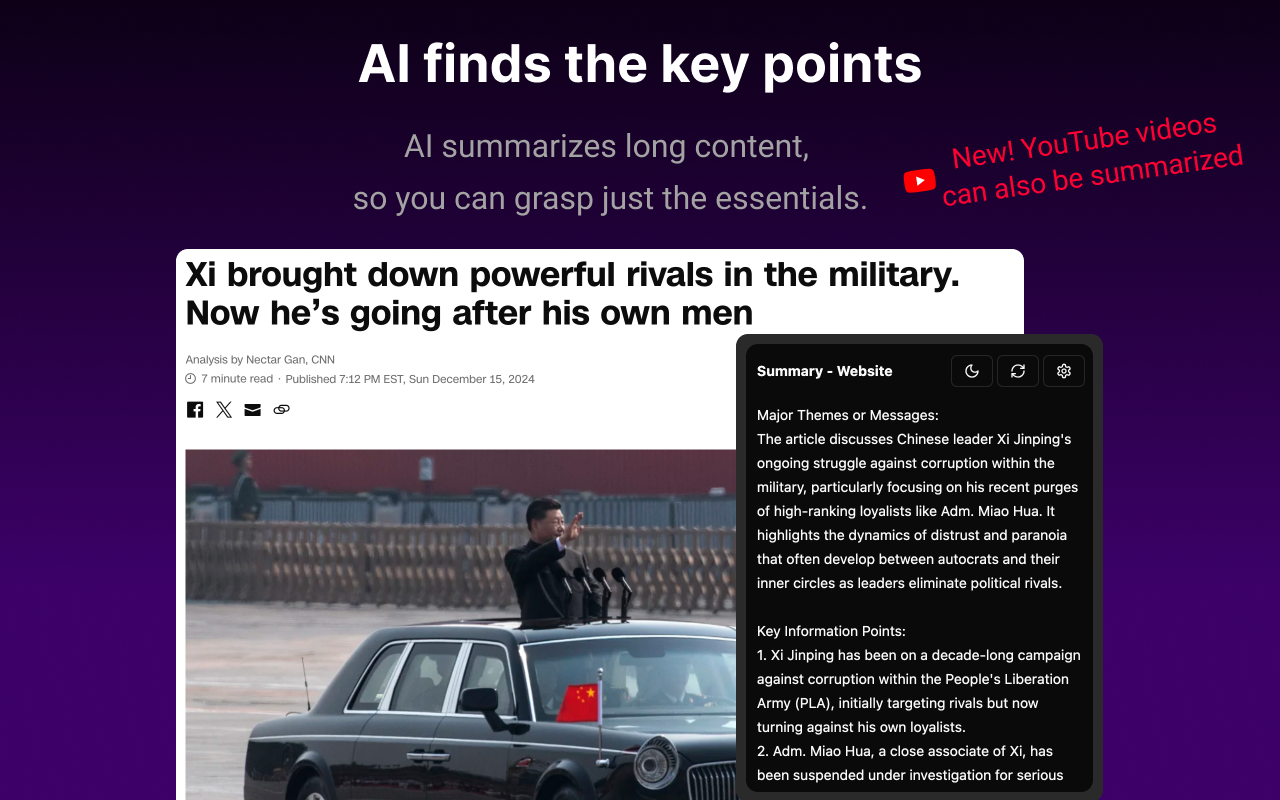 AI finds the key points
AI summarizes long content,
so you can grasp just the essentials.
New! YouTube videos
can also be summarized
Xi brought down powerful rivals in the military.
Now he’s going after his own men
Analysis by Nectar Gan, CNN
7 minute read · Published 7:12 PM EST, Sun December 15, 2024
Summary - Website
Major Themes or Messages:
The article discusses Chinese leader Xi Jinping's
ongoing struggle against corruption within the
military, particularly focusing on his recent purges
of high-ranking loyalists like Adm. Miao Hua. It
highlights the dynamics of distrust and paranoia
that often develop between autocrats and their
inner circles as leaders eliminate political rivals.
Key Information Points:
1. Xi Jinping has been on a decade-long campaign
against corruption within the People's Liberation
Army (PLA), initially targeting rivals but now
turning against his own loyalists.
2. Adm. Miao Hua, a close associate of Xi, has
been suspended under investigation for serious